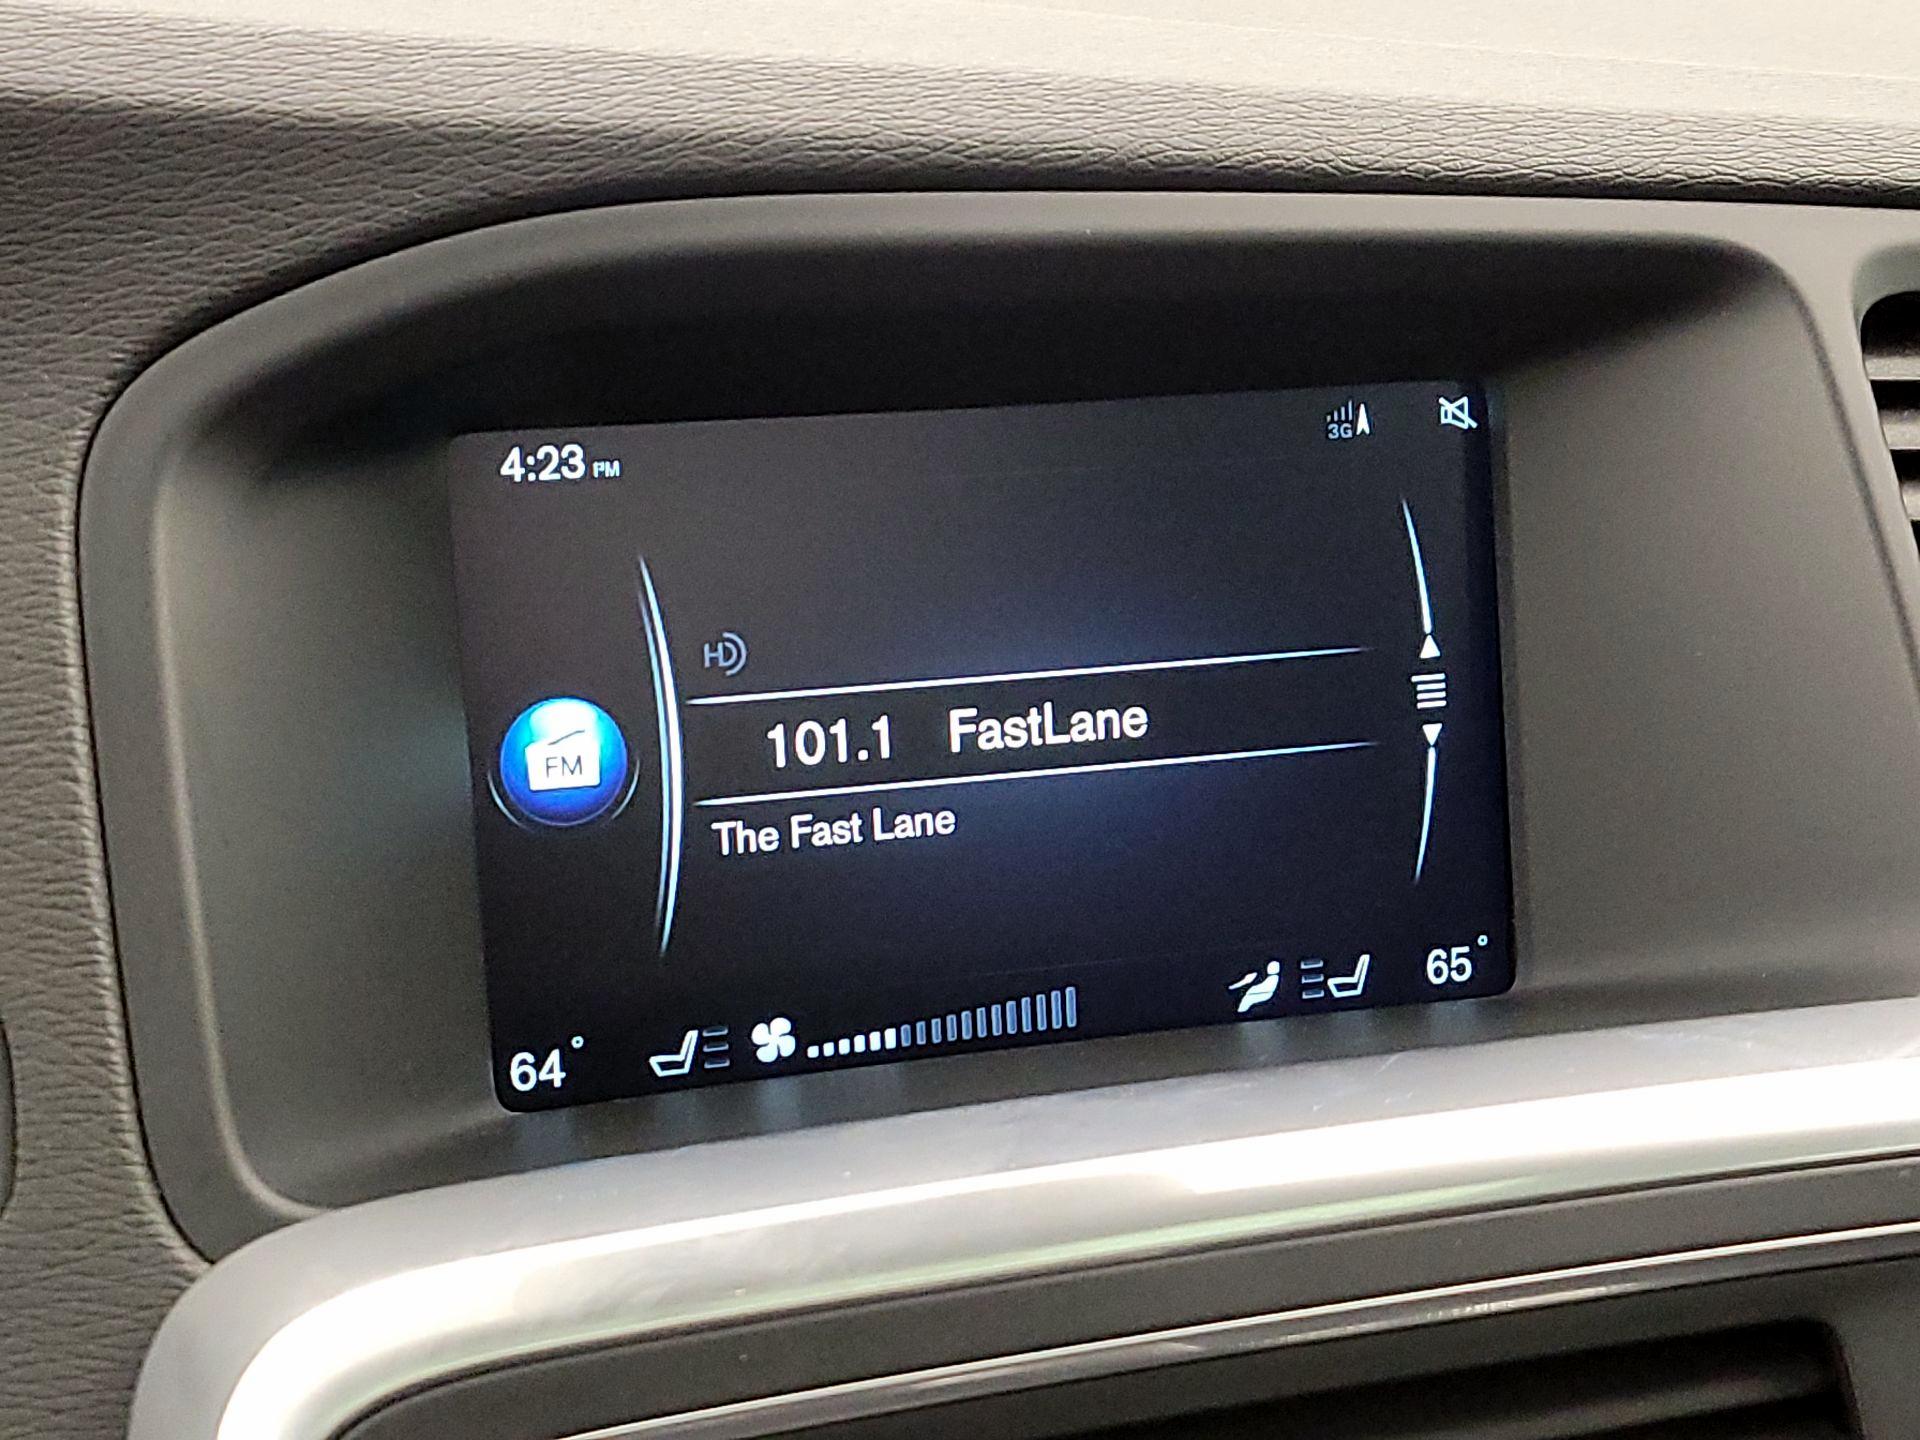 4:23 PM
3G
HD
FM
101.1 FastLane
The Fast Lane
64° 65°